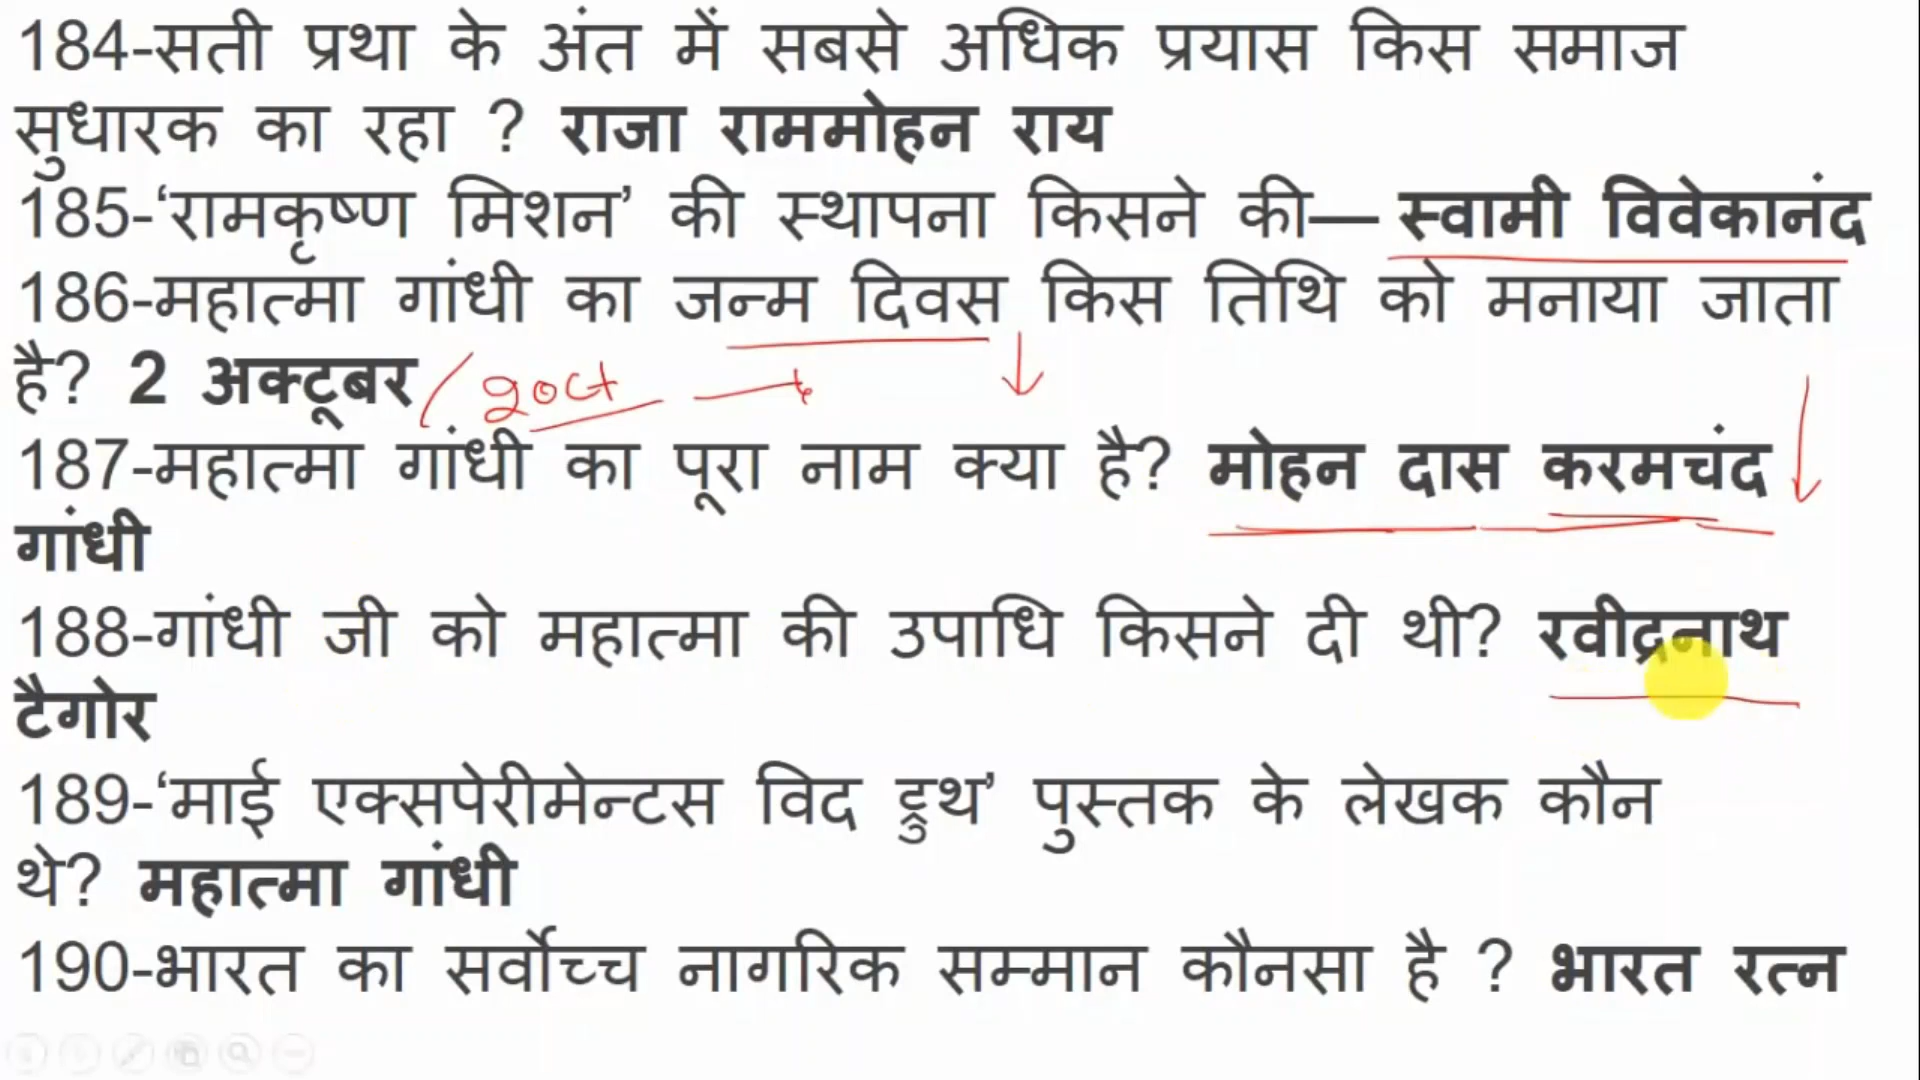 184-सती प्रथा के अंत में सबसे अधिक प्रयास किस समाज
सुधारक का रहा ? राजा राममोहन राय
185-‘रामकृष्ण मिशन’ की स्थापना किसने की— स्वामी विवेकानंद
186-महात्मा गांधी का जन्म दिवस किस तिथि को मनाया जाता
है? 2 अक्टूबर / 2 oct
187-महात्मा गांधी का पूरा नाम क्या है? मोहन दास करमचंद
गांधी
188-गांधी जी को महात्मा की उपाधि किसने दी थी? रवीद्रनाथ
टैगोर
189-‘माई एक्सपेरीमेन्टस विद ट्रुथ’ पुस्तक के लेखक कौन
थे? महात्मा गांधी
190-भारत का सर्वोच्च नागरिक सम्मान कौनसा है ? भारत रत्न